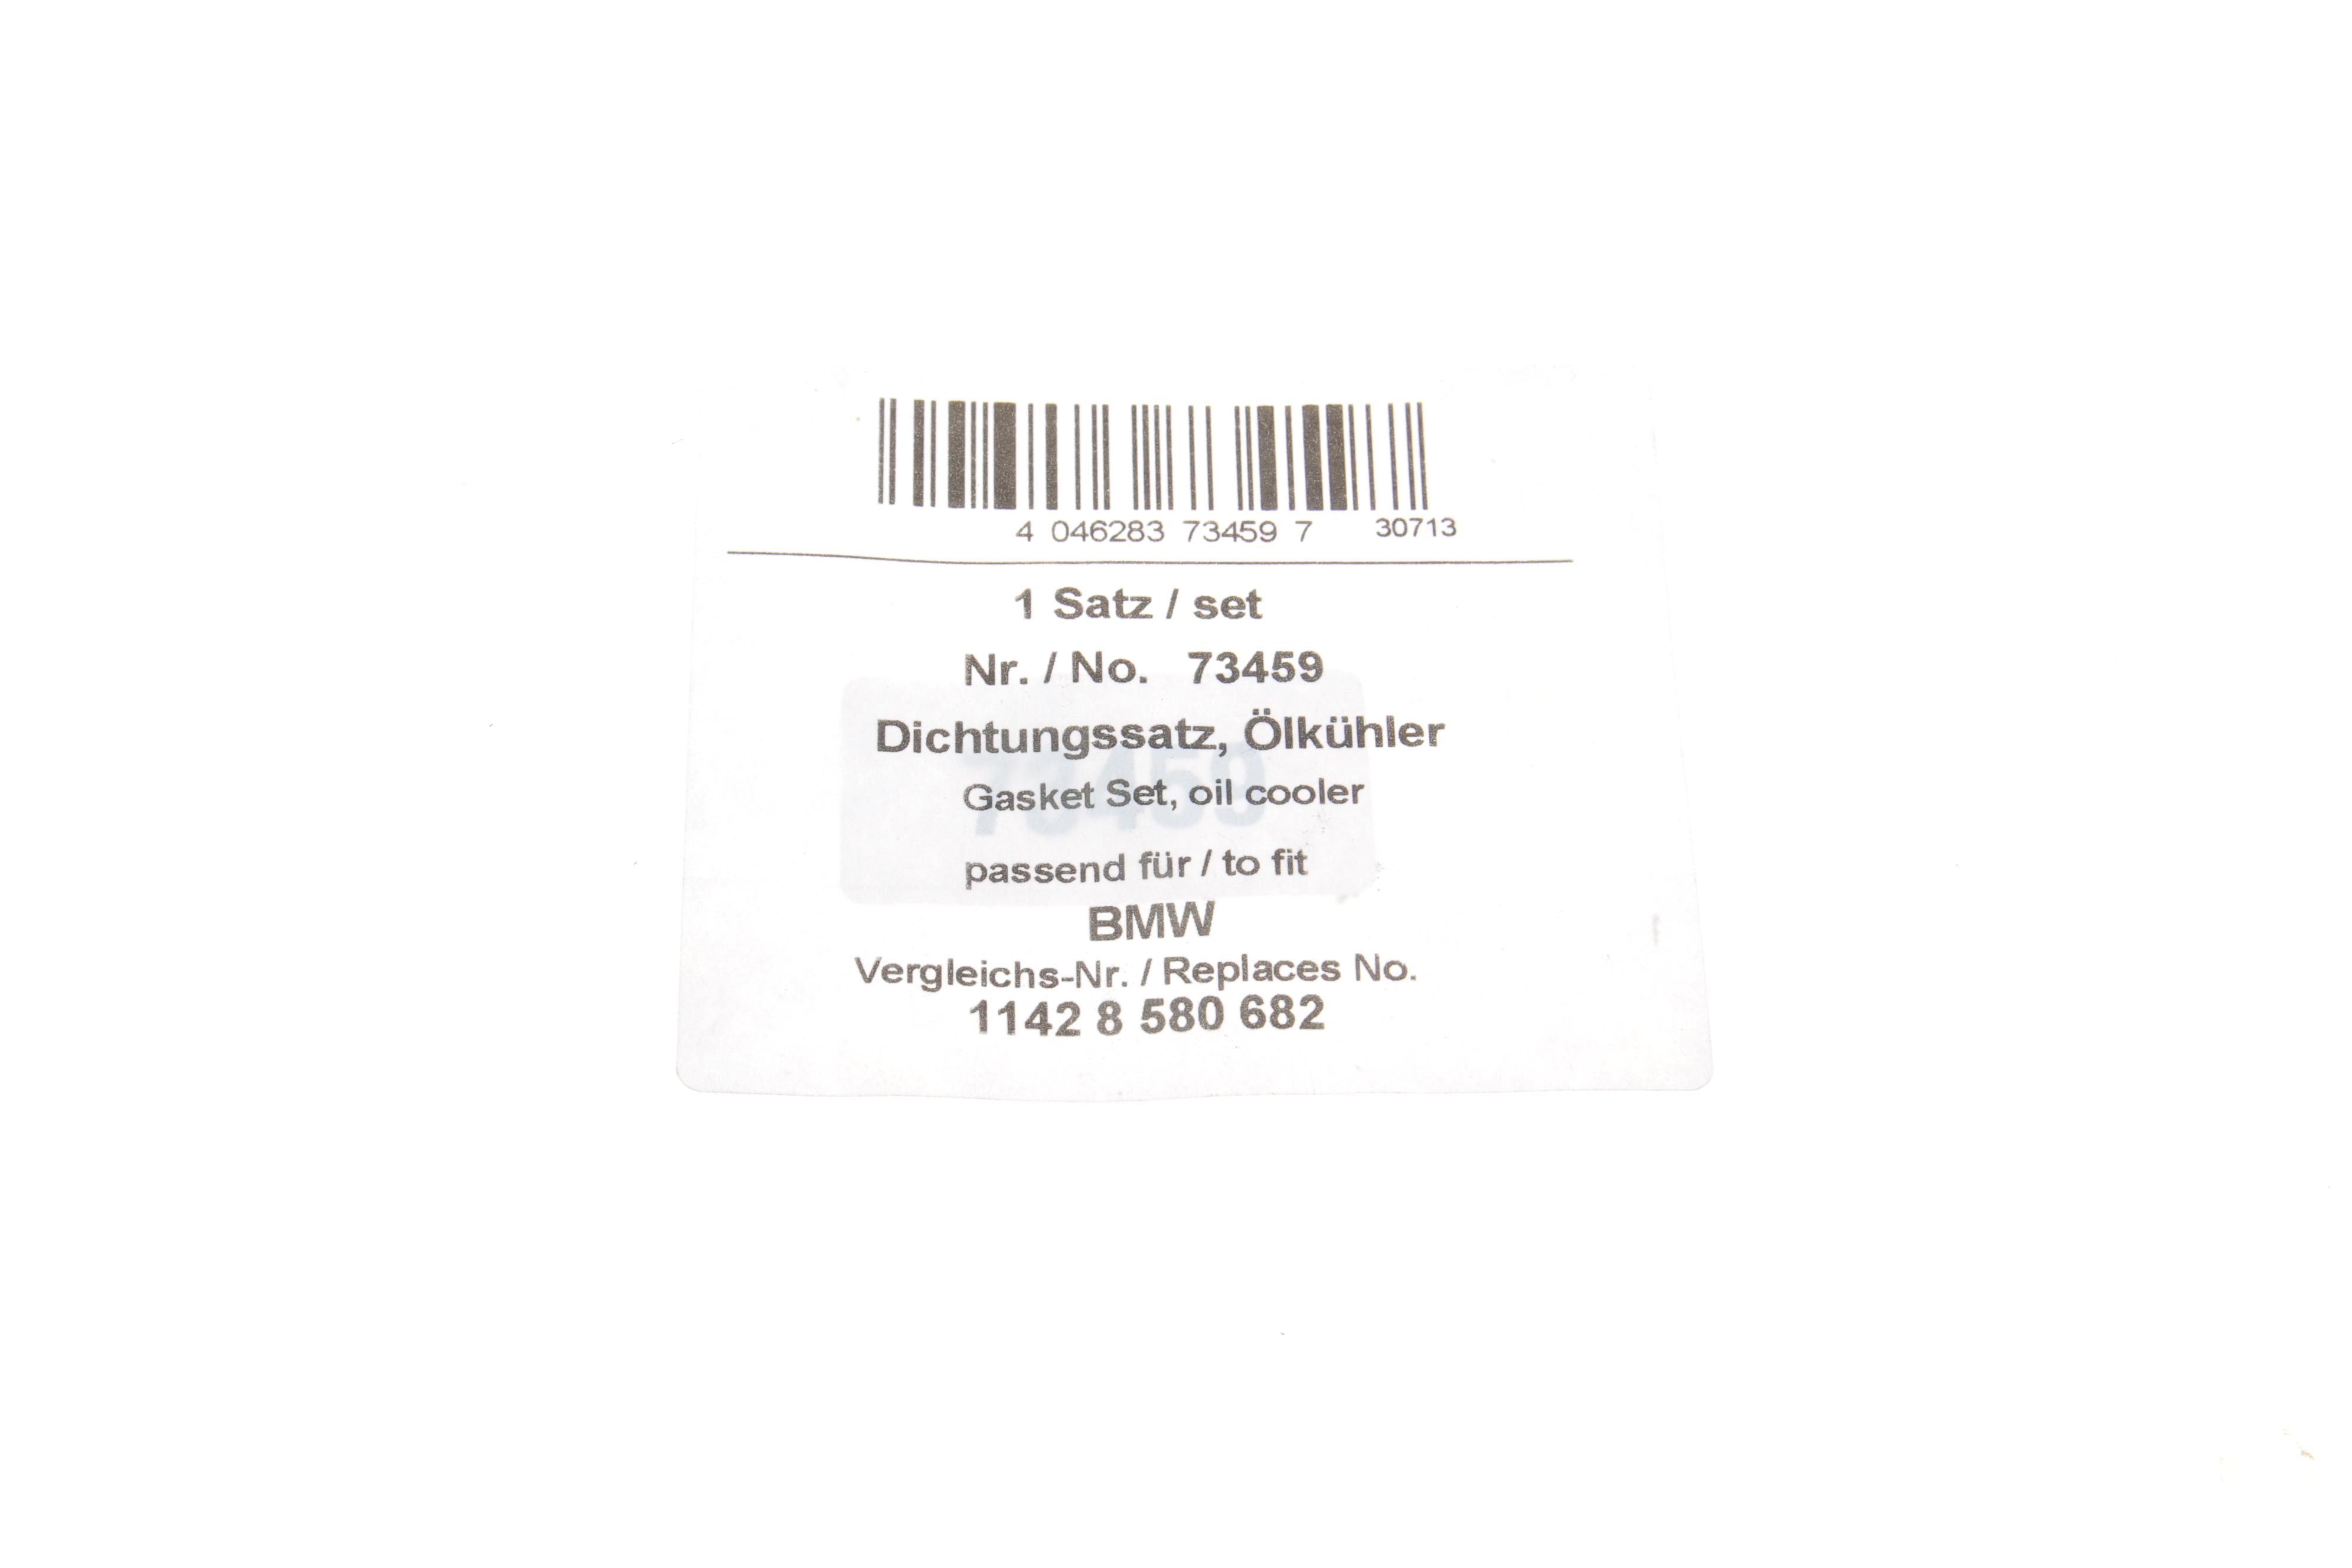 4 046283 73459 7 30713
1 Satz / set
Nr. / No. 73459
Dichtungssatz, Ölkühler
73459
Gasket Set, oil cooler
passend für / to fit
BMW
Vergleichs-Nr. / Replaces No.
1142 8 580 682